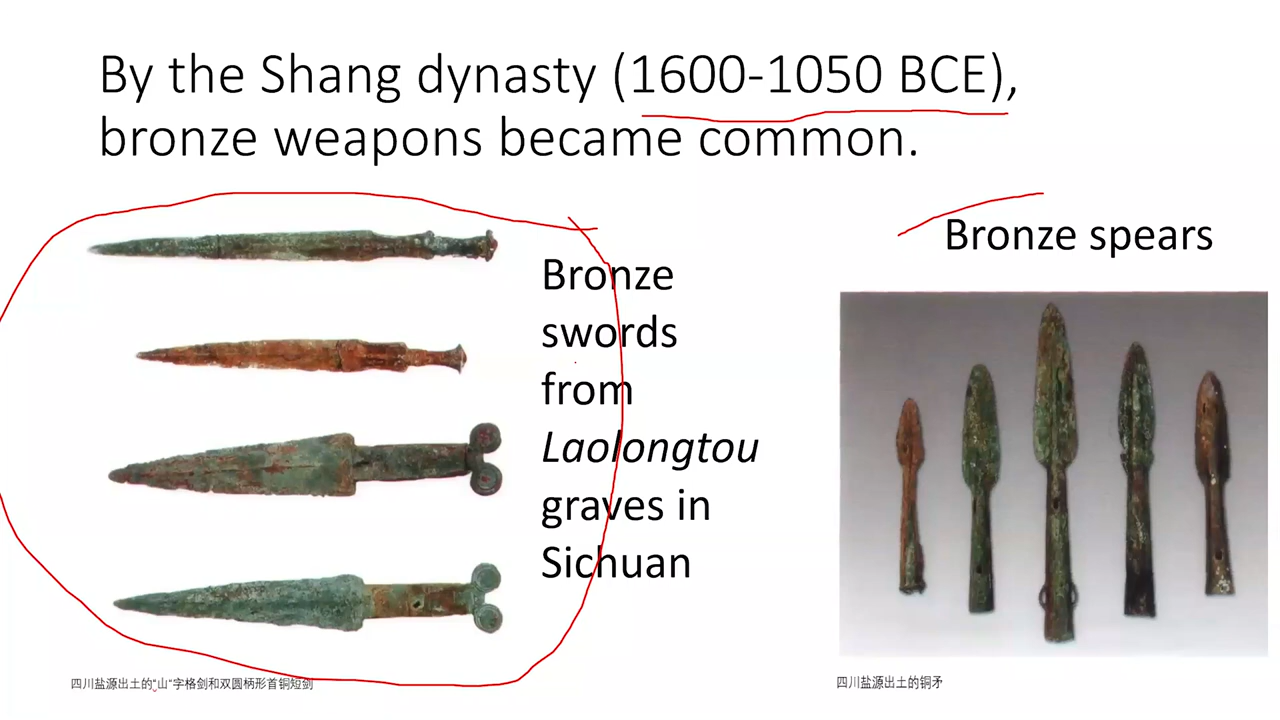 By the Shang dynasty (1600-1050 BCE),
bronze weapons became common.
Bronze
swords
from
Laolongtou
graves in
Sichuan
Bronze spears
四川盐源出土的“山”字格剑和双圆柄形首铜短剑
四川盐源出土的铜矛